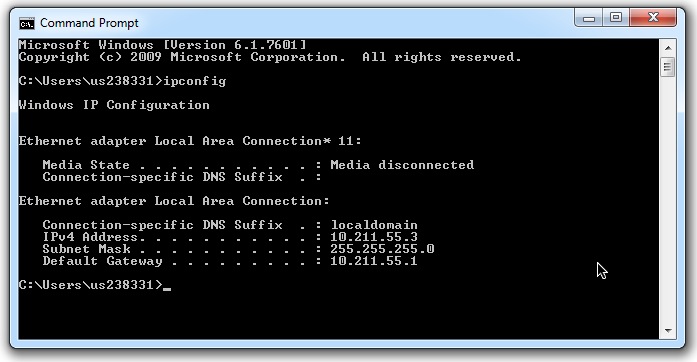 Command Prompt
Microsoft Windows [Version 6.1.7601]
Copyright (c) 2009 Microsoft Corporation.  All rights reserved.
C:\Users\us238331>ipconfig
Windows IP Configuration
Ethernet adapter Local Area Connection* 11:
   Media State . . . . . . . . . . . : Media disconnected
   Connection-specific DNS Suffix  . :
Ethernet adapter Local Area Connection:
   Connection-specific DNS Suffix  . : localdomain
   IPv4 Address. . . . . . . . . . . : 10.211.55.3
   Subnet Mask . . . . . . . . . . . : 255.255.255.0
   Default Gateway . . . . . . . . . : 10.211.55.1
C:\Users\us238331>_